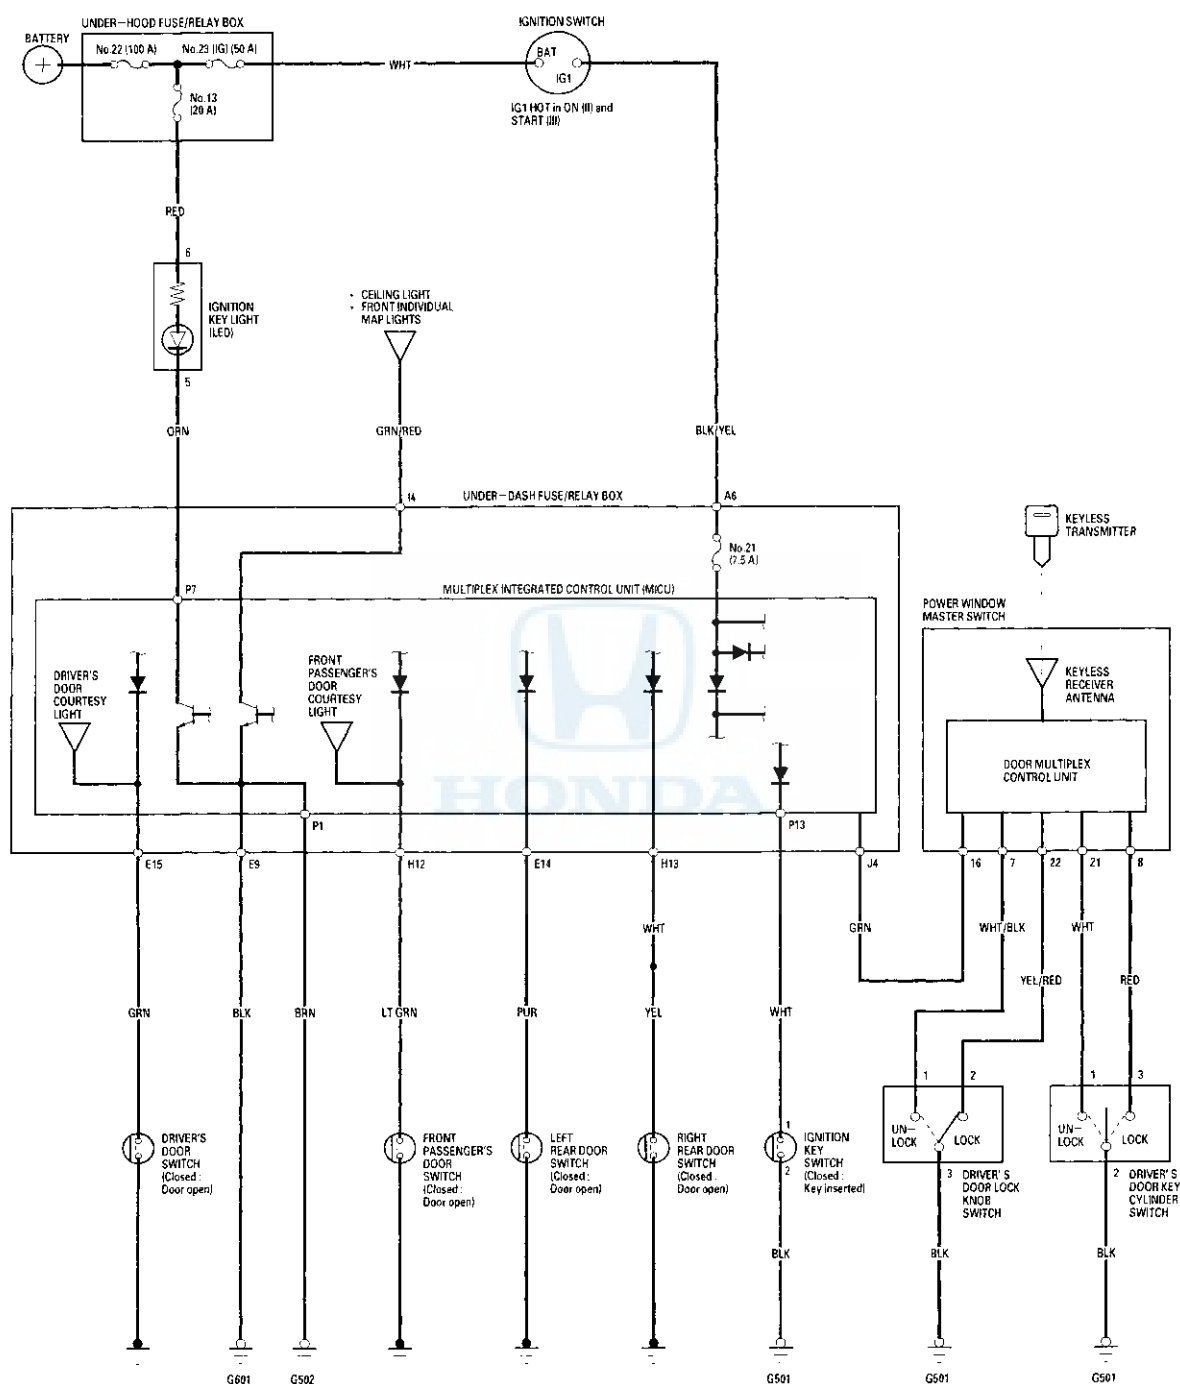 UNDER-HOOD FUSE/RELAY BOX
IGNITION SWITCH
BATTERY
No.22 (100 A)
No.23 (IG) (50 A)
BAT
IG1
WHT
No.13
(20 A)
IG1 HOT in ON (II) and
START (III)
RED
6
IGNITION
KEY LIGHT
(LED)
5
• CEILING LIGHT
• FRONT INDIVIDUAL
MAP LIGHTS
ORN
GRN/RED
BLK/YEL
I4
UNDER-DASH FUSE/RELAY BOX
A6
KEYLESS
TRANSMITTER
No.21
(7.5 A)
P7
MULTIPLEX INTEGRATED CONTROL UNIT (MICU)
POWER WINDOW
MASTER SWITCH
DRIVER'S
DOOR
COURTESY
LIGHT
FRONT
PASSENGER'S
DOOR
COURTESY
LIGHT
KEYLESS
RECEIVER
ANTENNA
HONDA
DOOR MULTIPLEX
CONTROL UNIT
P1
P13
E15
E9
H12
E14
H13
J4
16
7
22
21
8
WHT
GRN
WHT/BLK
WHT
YEL/RED
RED
GRN
BLK
BRN
LT GRN
PUR
YEL
WHT
1
2
1
3
UN-
LOCK
LOCK
UN-
LOCK
LOCK
DRIVER'S
DOOR
SWITCH
(Closed :
Door open)
FRONT
PASSENGER'S
DOOR
SWITCH
(Closed :
Door open)
LEFT
REAR DOOR
SWITCH
(Closed :
Door open)
RIGHT
REAR DOOR
SWITCH
(Closed :
Door open)
1
2
IGNITION
KEY
SWITCH
(Closed :
Key inserted)
3
DRIVER'S
DOOR LOCK
KNOB
SWITCH
2
DRIVER'S
DOOR KEY
CYLINDER
SWITCH
BLK
BLK
BLK
G601
G502
G501
G501
G501